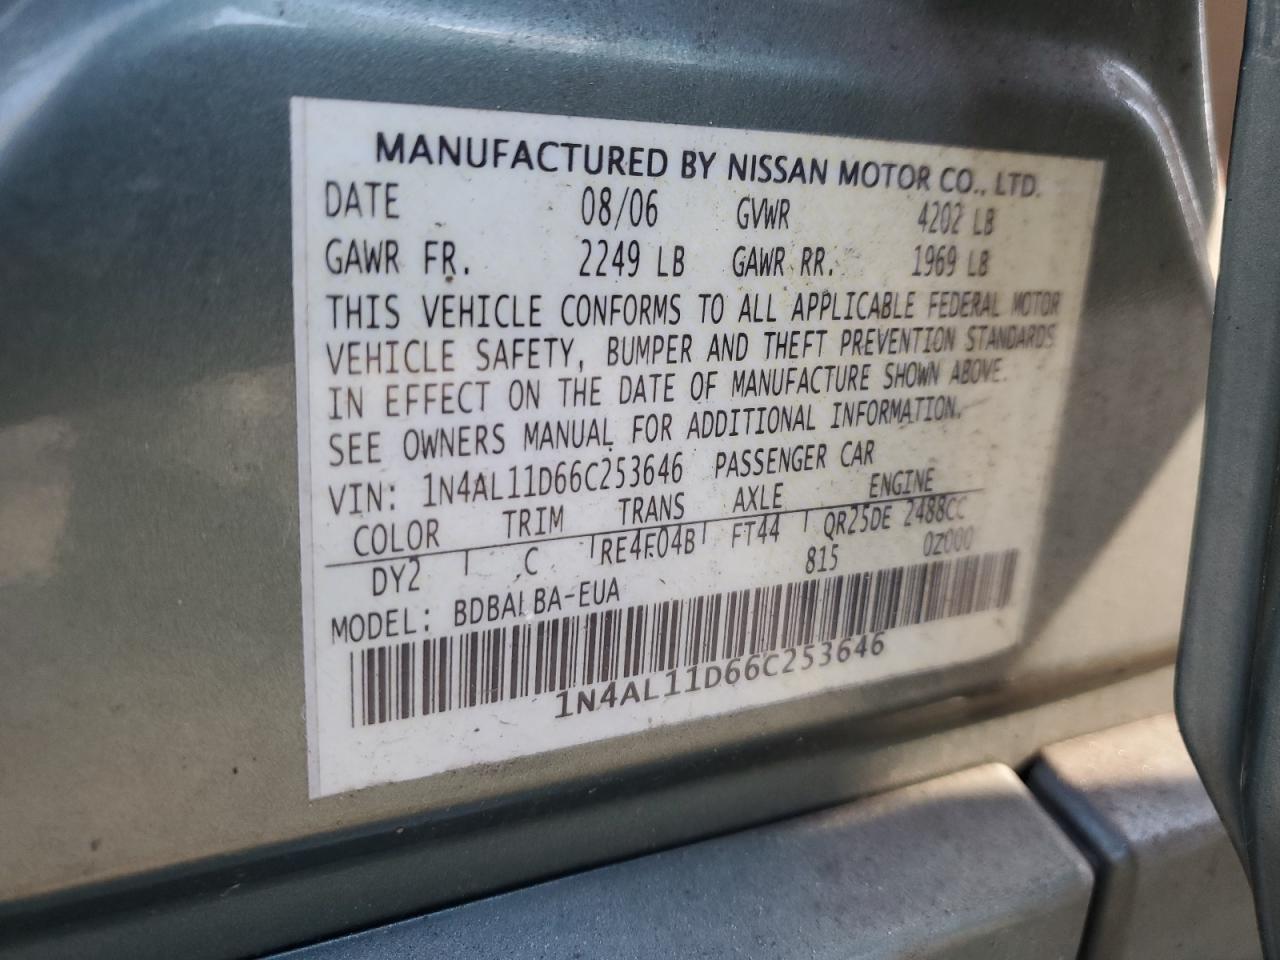 MANUFACTURED BY NISSAN MOTOR CO., LTD.
DATE 08/06 GVWR 4202 LB
GAWR FR. 2249 LB GAWR RR. 1969 LB
THIS VEHICLE CONFORMS TO ALL APPLICABLE FEDERAL MOTOR
VEHICLE SAFETY, BUMPER AND THEFT PREVENTION STANDARDS
IN EFFECT ON THE DATE OF MANUFACTURE SHOWN ABOVE.
SEE OWNERS MANUAL FOR ADDITIONAL INFORMATION.
VIN: 1N4AL11D66C253646 PASSENGER CAR
COLOR TRIM TRANS AXLE ENGINE
DY2 C RE4F04B FT44 QR25DE 2488CC
815 0Z000
MODEL: BDBALBA-EUA
1N4AL11D66C253646